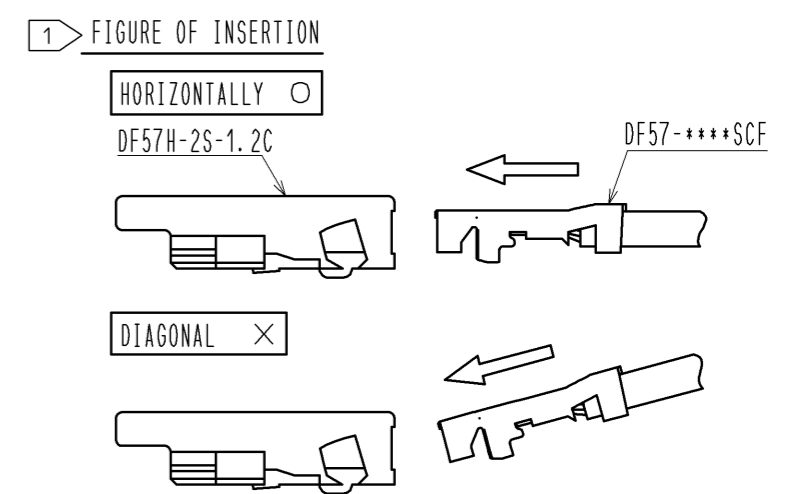 1 FIGURE OF INSERTION
HORIZONTALLY ○
DF57H-2S-1.2C
DF57-****SCF
DIAGONAL ×